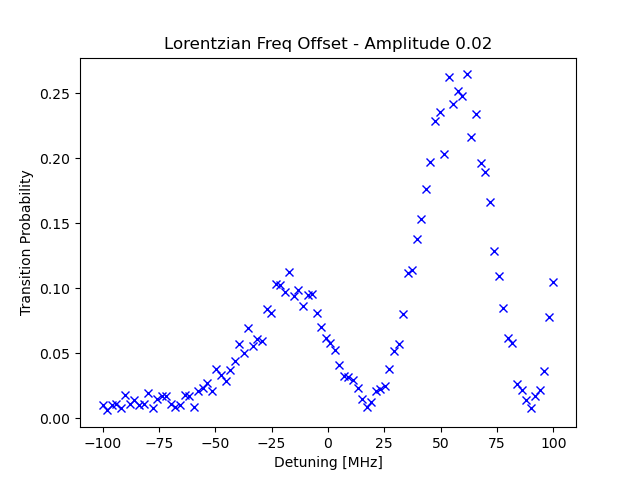 Lorentzian Freq Offset - Amplitude 0.02
Transition Probability
0.25
0.20
0.15
0.10
0.05
0.00
−100 −75 −50 −25 0 25 50 75 100
Detuning [MHz]